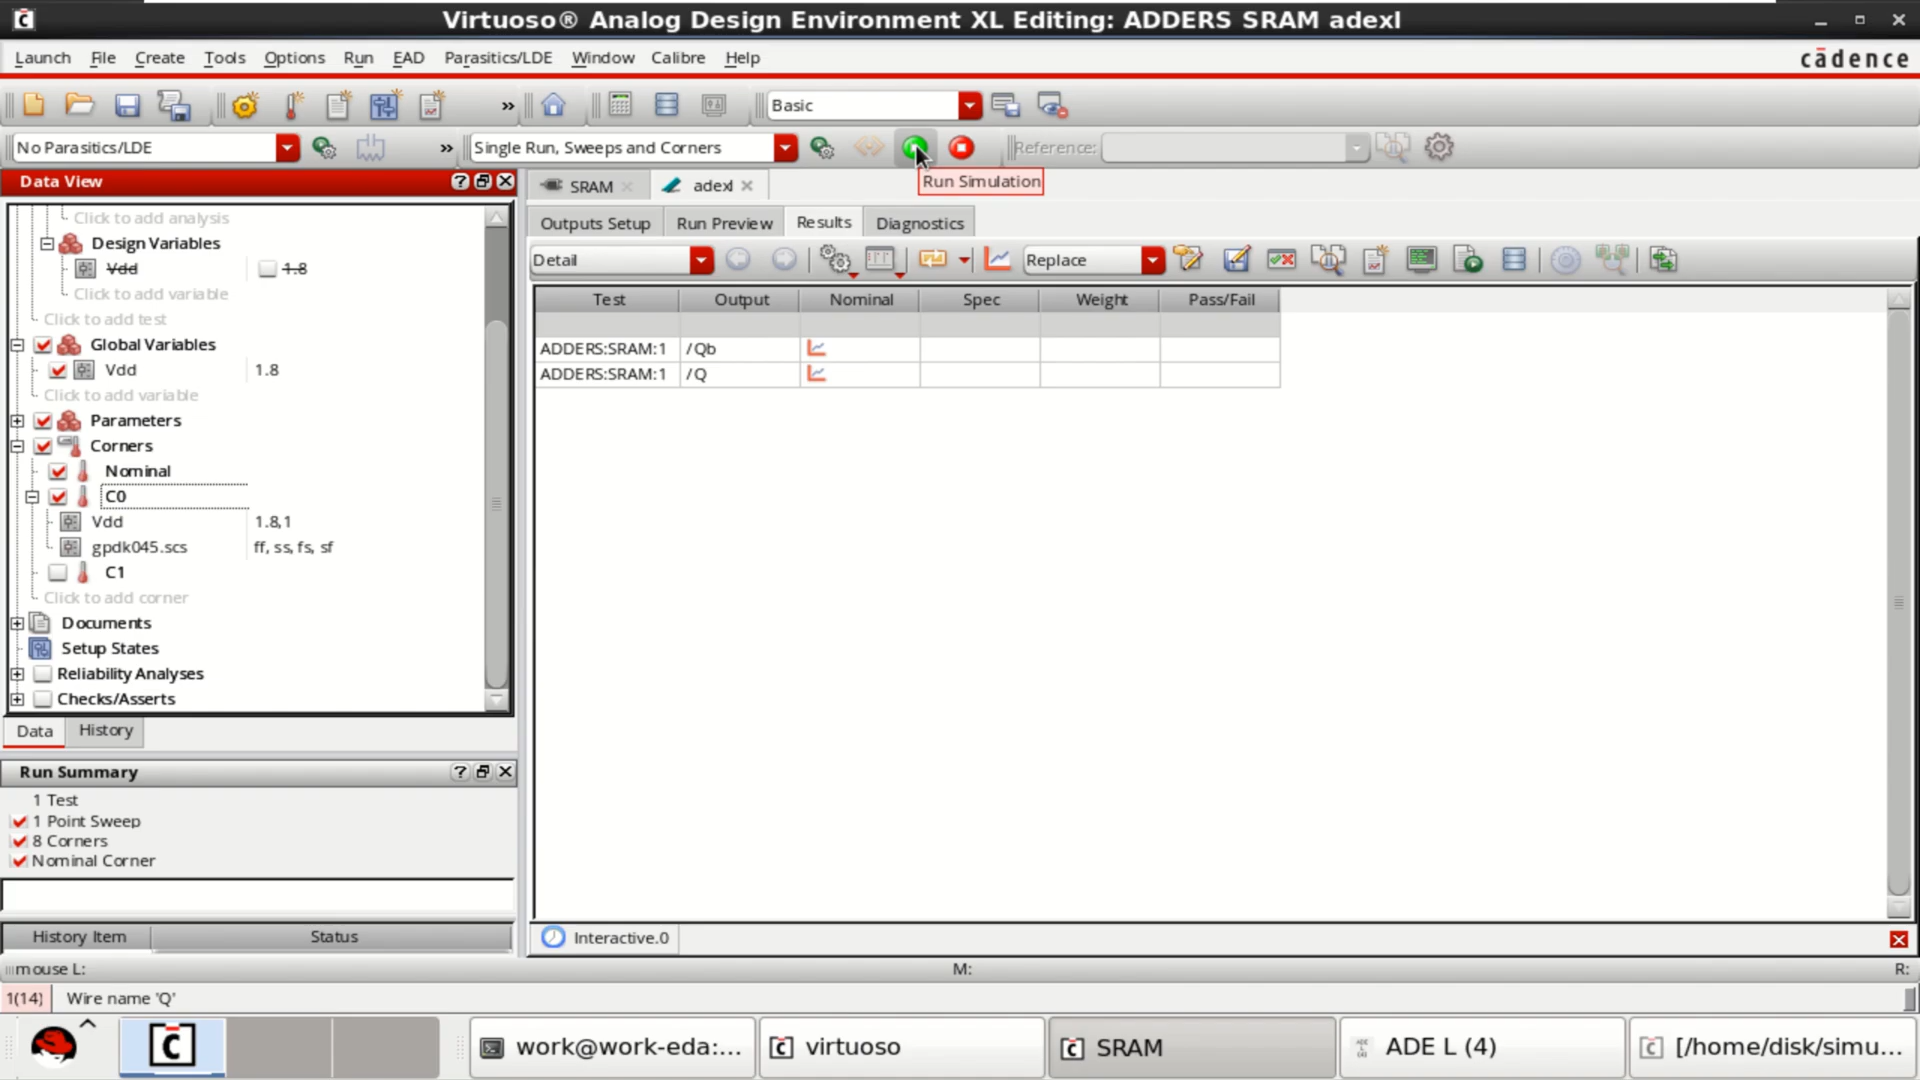 Virtuoso® Analog Design Environment XL Editing: ADDERS SRAM adexl
Launch File Create Tools Options Run EAD Parasitics/LDE Window Calibre Help
cādence
» Basic
No Parasitics/LDE » Single Run, Sweeps and Corners Reference:
Run Simulation
Data View
SRAM adexl
Click to add analysis
Outputs Setup Run Preview Results Diagnostics
Design Variables
Vdd 1.8
Detail Replace
Click to add variable
Test Output Nominal Spec Weight Pass/Fail
Click to add test
Global Variables
ADDERS:SRAM:1 /Qb
Vdd 1.8
ADDERS:SRAM:1 /Q
Click to add variable
Parameters
Corners
Nominal
C0
Vdd 1.8,1
gpdk045.scs ff, ss, fs, sf
C1
Click to add corner
Documents
Setup States
Reliability Analyses
Checks/Asserts
Data History
Run Summary
1 Test
1 Point Sweep
8 Corners
Nominal Corner
History Item Status
Interactive.0
mouse L: M: R:
1(14) Wire name 'Q'
work@work-eda:... virtuoso SRAM ADE L (4) [/home/disk/simu...